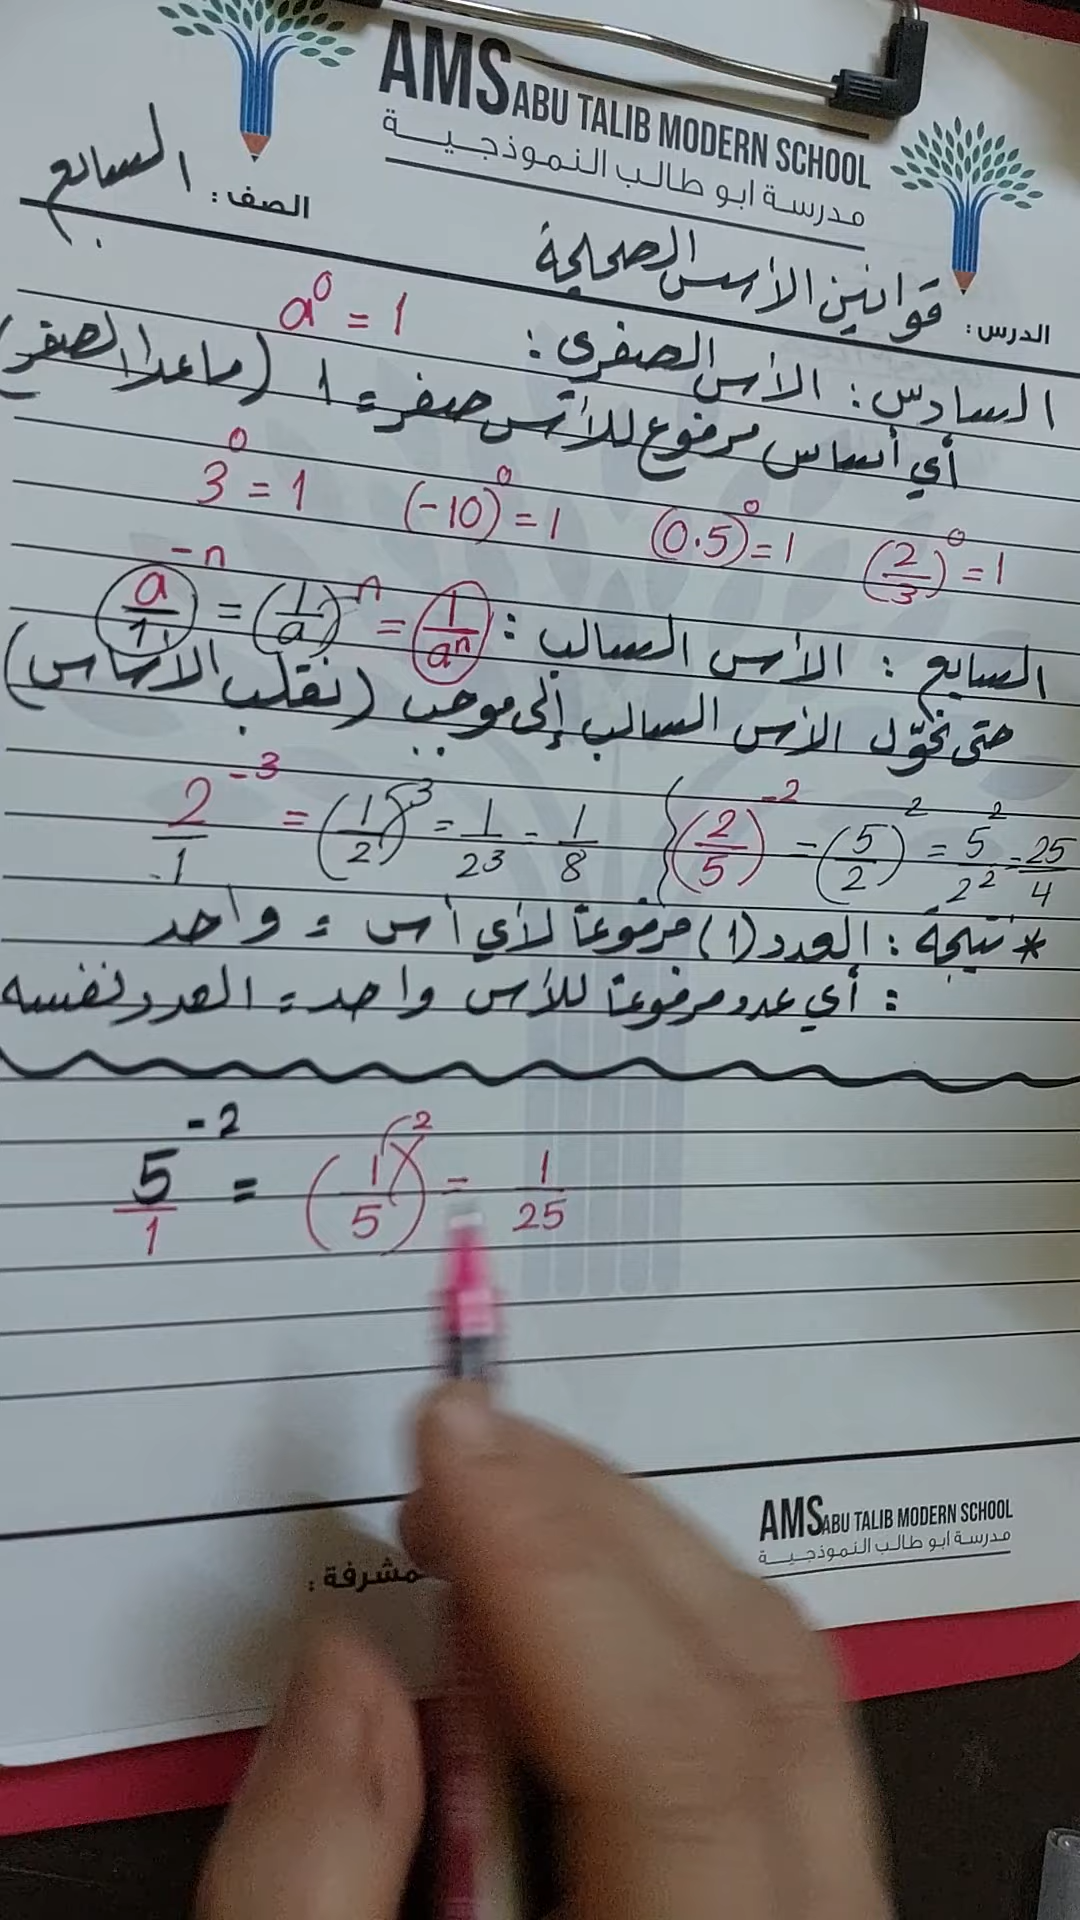 AMS ABU TALIB MODERN SCHOOL
مدرسة ابو طالب النموذجيـــة
الصف: السابع
الدرس: قوانين الأسس الصحيحة
السادس: الأس الصفري: a⁰ = 1
أي أساس مرفوع للأس صفر = 1 (ماعدا الصفر)
3⁰ = 1 (-10)⁰ = 1 (0.5)⁰ = 1 (2/3)⁰ = 1
السابع: الأس السالب: (a/1)⁻ⁿ = (1/a)ⁿ = 1/aⁿ
حتى نحوّل الأس السالب إلى موجب (نقلب الأساس)
2⁻³/1 = (1/2)³ = 1/2³ = 1/8 (2/5)⁻² = (5/2)² = 5²/2² = 25/4
* نتيجة: العدد (1) مرفوعاً لأي أس = واحد
: أي عدد مرفوعاً للأس واحد = العدد نفسه
5⁻²/1 = (1/5)² = 1/25
AMS ABU TALIB MODERN SCHOOL
مدرسة ابو طالب النموذجيـــة
مشرفة :